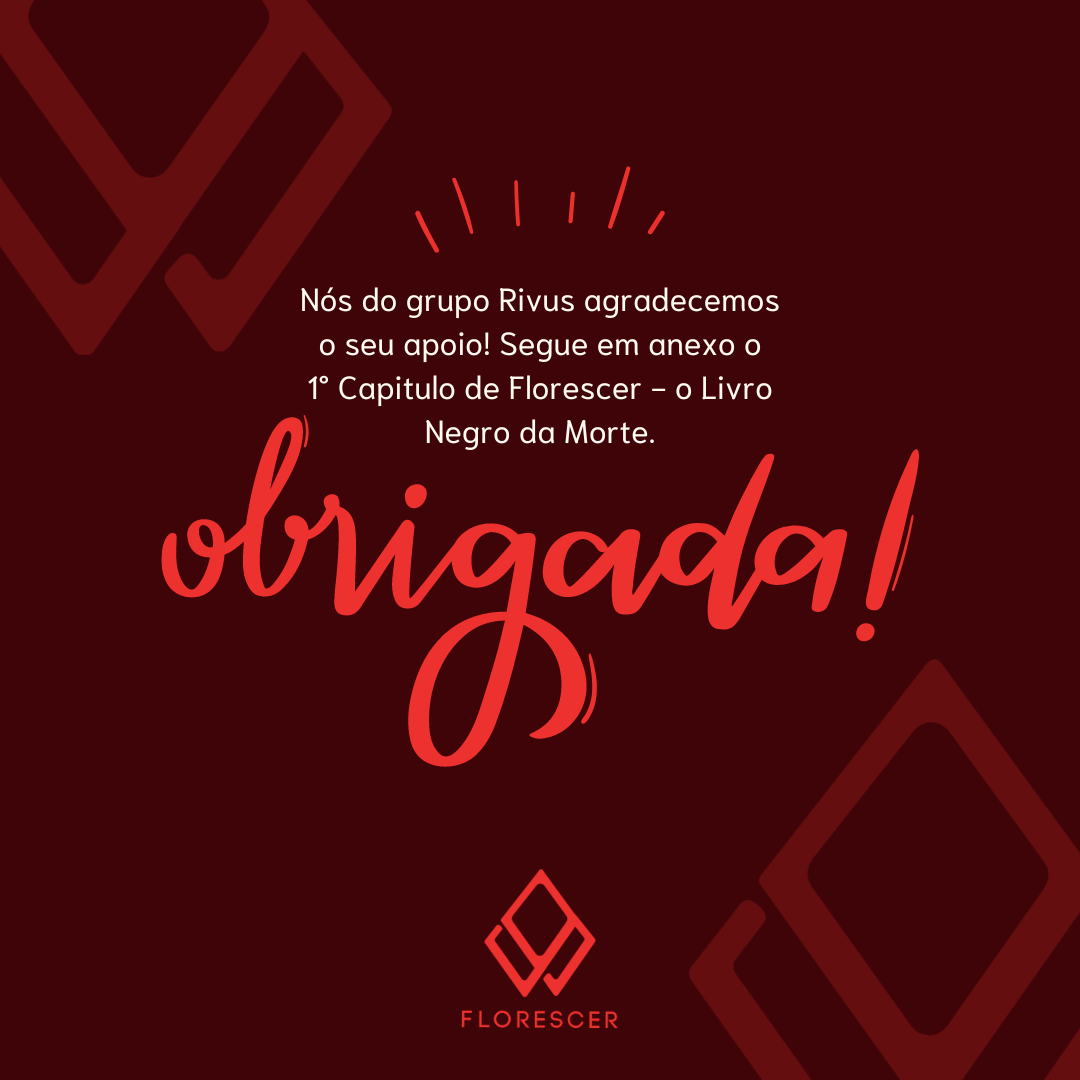 Nós do grupo Rivus agradecemos
o seu apoio! Segue em anexo o
1° Capitulo de Florescer – o Livro
Negro da Morte.
obrigada!
FLORESCER